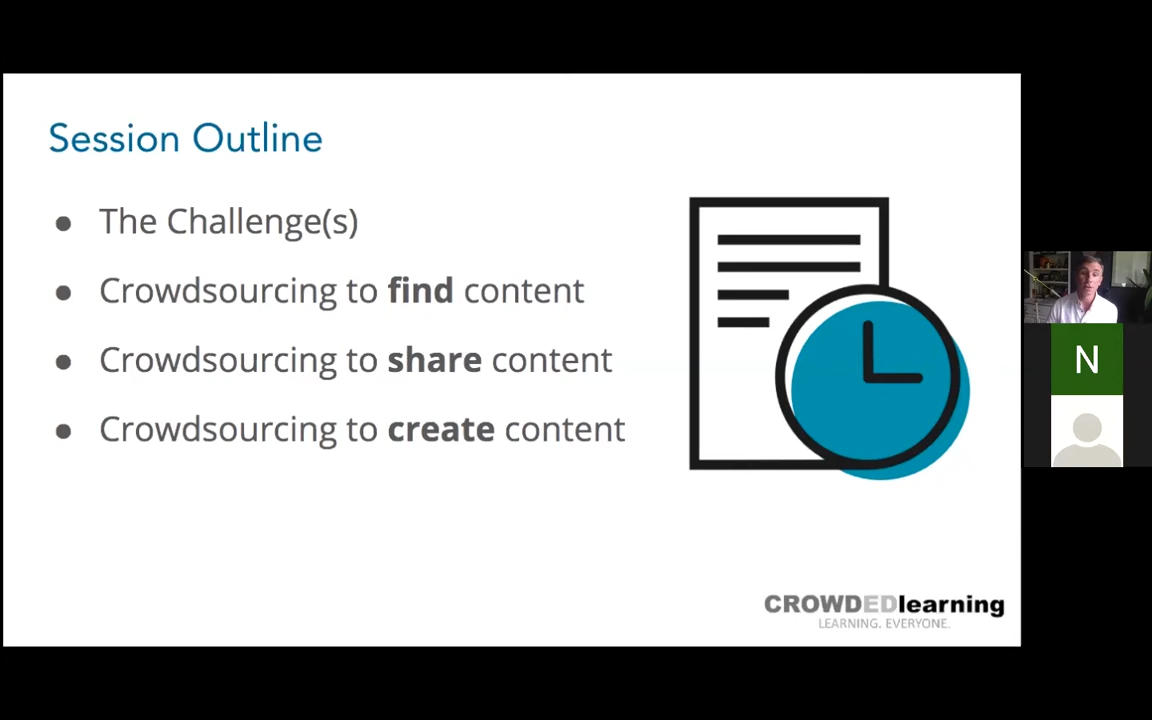 Session Outline
● The Challenge(s)
● Crowdsourcing to find content
● Crowdsourcing to share content
● Crowdsourcing to create content
N
CROWDEDlearning
LEARNING. EVERYONE.